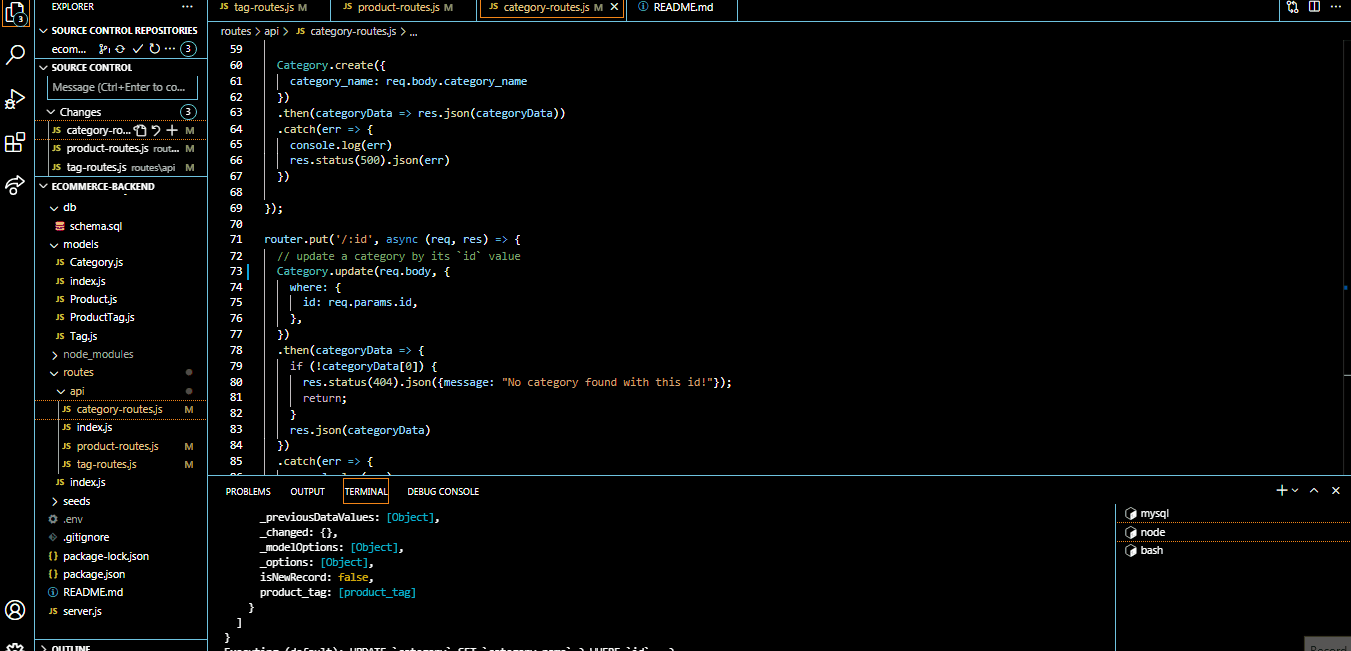 EXPLORER
...
JS tag-routes.js M
JS product-routes.js M
JS category-routes.js M
README.md
3
SOURCE CONTROL REPOSITORIES
ecom...
3
SOURCE CONTROL
Message (Ctrl+Enter to co...
Changes
3
JS category-ro... M
JS product-routes.js rout... M
JS tag-routes.js routes\api M
ECOMMERCE-BACKEND
db
schema.sql
models
JS Category.js
JS index.js
JS Product.js
JS ProductTag.js
JS Tag.js
node_modules
routes
api
JS category-routes.js M
JS index.js
JS product-routes.js M
JS tag-routes.js M
JS index.js
seeds
.env
.gitignore
{} package-lock.json
{} package.json
README.md
JS server.js
OUTLINE
routes > api > JS category-routes.js > ...
59
60 Category.create({
61 category_name: req.body.category_name
62 })
63 .then(categoryData => res.json(categoryData))
64 .catch(err => {
65 console.log(err)
66 res.status(500).json(err)
67 })
68
69 });
70
71 router.put('/:id', async (req, res) => {
72 // update a category by its `id` value
73 Category.update(req.body, {
74 where: {
75 id: req.params.id,
76 },
77 })
78 .then(categoryData => {
79 if (!categoryData[0]) {
80 res.status(404).json({message: "No category found with this id!"});
81 return;
82 }
83 res.json(categoryData)
84 })
85 .catch(err => {
PROBLEMS OUTPUT TERMINAL DEBUG CONSOLE
_previousDataValues: [Object],
_changed: {},
_modelOptions: [Object],
_options: [Object],
isNewRecord: false,
product_tag: [product_tag]
}
]
}
mysql
node
bash